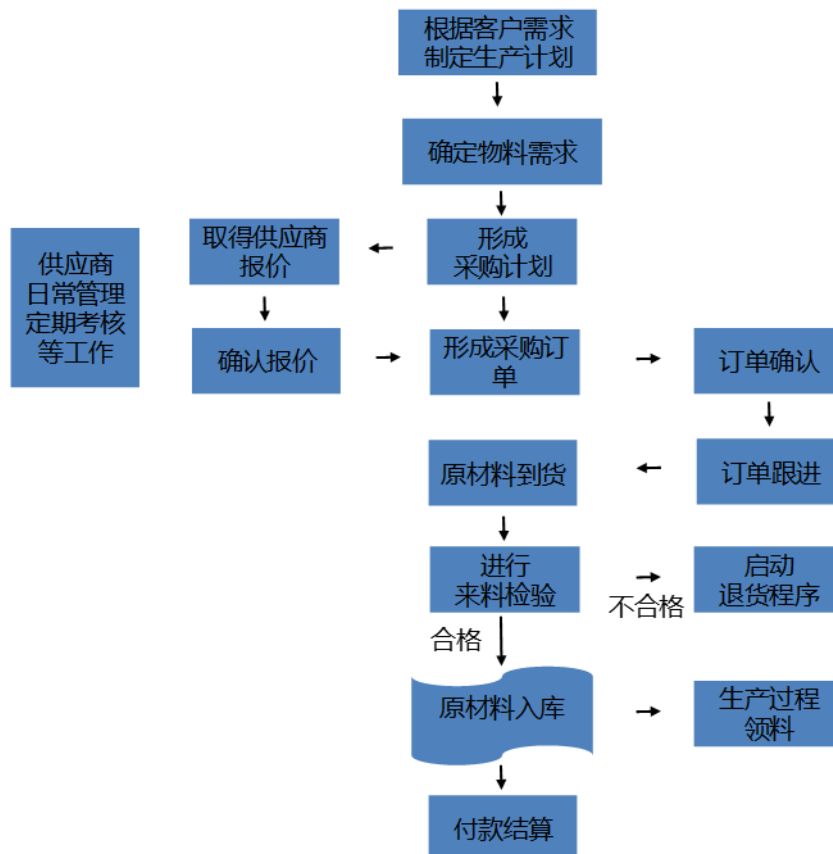 根据客户需求
制定生产计划
确定物料需求
供应商
日常管理
定期考核
等工作
取得供应商
报价
形成
采购计划
确认报价
形成采购订
单
订单确认
原材料到货
订单跟进
进行
来料检验
不合格
启动
退货程序
合格
原材料入库
生产过程
领料
付款结算